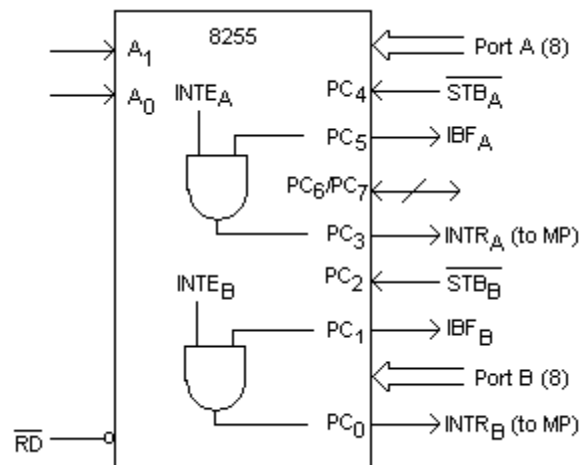 8255
A1
Port A (8)
A0
INTEA
PC4
STBA
PC5
IBFA
PC6/PC7
PC3
INTRA (to MP)
PC2
STBB
INTEB
PC1
IBFB
Port B (8)
RD
PC0
INTRB (to MP)